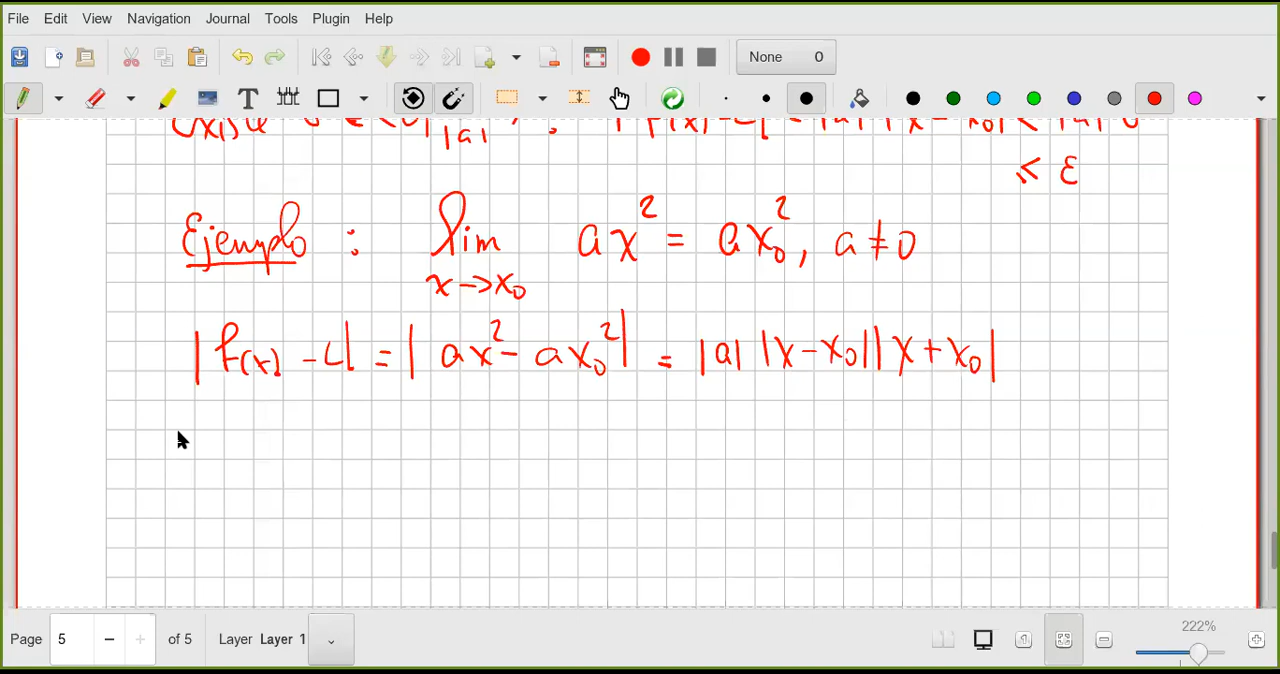 File Edit View Navigation Journal Tools Plugin Help
None 0
T
|f(x) - L| = |a| |x - x₀| < |a| δ
≤ ε
Ejemplo : lim ax² = ax₀², a ≠ 0
x → x₀
|f(x) - L| = |ax² - ax₀²| = |a| |x - x₀| |x + x₀|
Page 5 of 5 Layer Layer 1 222%